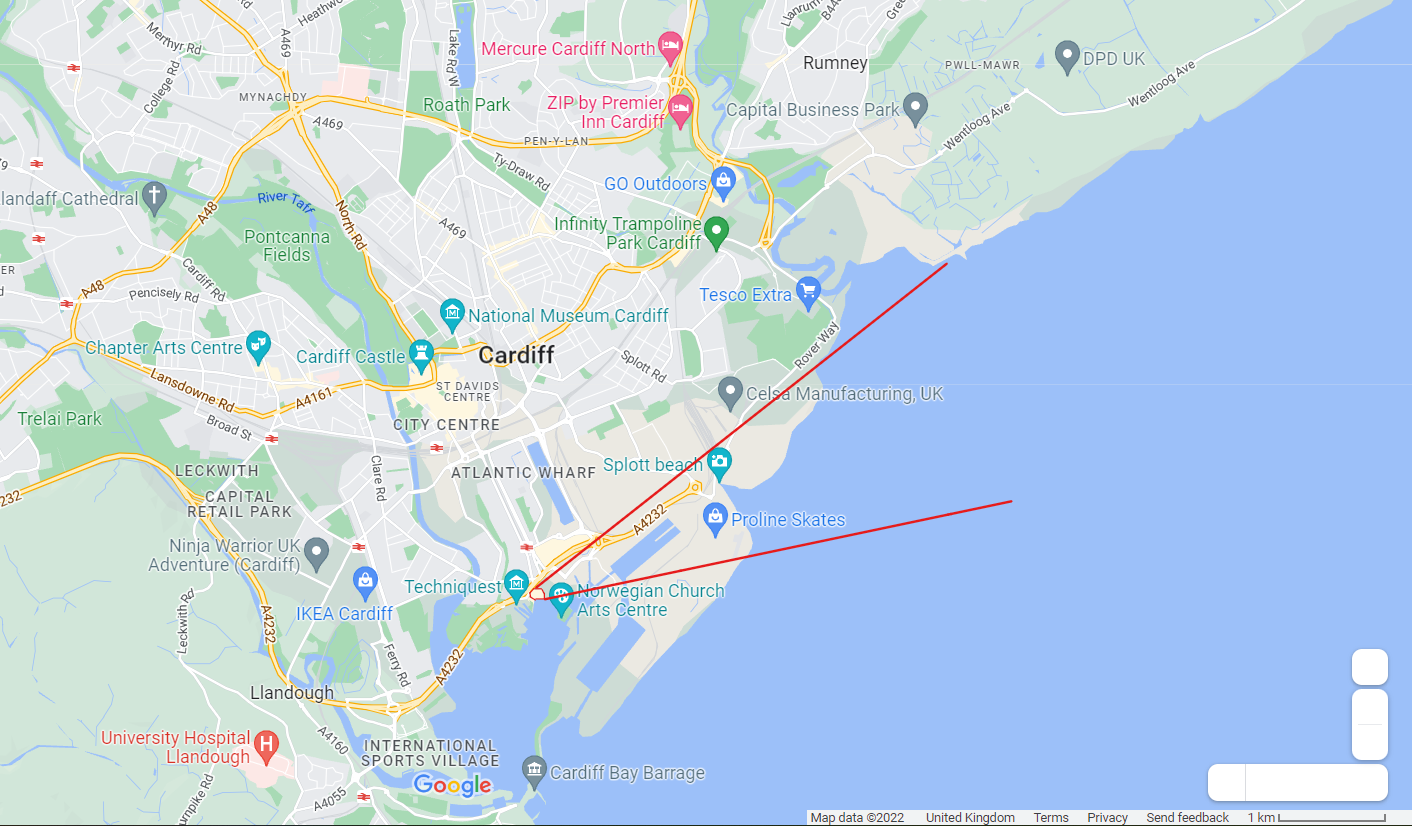 Heathwoo
Merthyr Rd
A469
Lake Rd W
Mercure Cardiff North
Llanrum
B44
Gree
Rumney
PWLL-MAWR
DPD UK
Wentloog Ave
College Rd
MYNACHDY
Roath Park
ZIP by Premier
Inn Cardiff
Capital Business Park
Wentloog Ave
A469
PEN-Y-LAN
Ty-Draw Rd
GO Outdoors
landaff Cathedral
River Taff
A48
North Rd
A469
Infinity Trampoline
Park Cardiff
Pontcanna
Fields
ER
Cardiff Rd
A48
Pencisely Rd
Tesco Extra
National Museum Cardiff
Rover Way
Chapter Arts Centre
Cardiff Castle
Cardiff
Splott Rd
Lansdowne Rd
A4161
ST DAVIDS
CENTRE
Celsa Manufacturing, UK
Trelai Park
Broad St
CITY CENTRE
LECKWITH
Clare Rd
ATLANTIC WHARF
Splott beach
232
CAPITAL
RETAIL PARK
A4232
Proline Skates
Ninja Warrior UK
Adventure (Cardiff)
Techniquest
Norwegian Church
Arts Centre
IKEA Cardiff
Leckwith Rd
A4232
Ferry Rd
A4232
Llandough
University Hospital
Llandough
A4160
INTERNATIONAL
SPORTS VILLAGE
Cardiff Bay Barrage
Google
urnpike Rd
A4055
Map data ©2022 United Kingdom Terms Privacy Send feedback 1 km